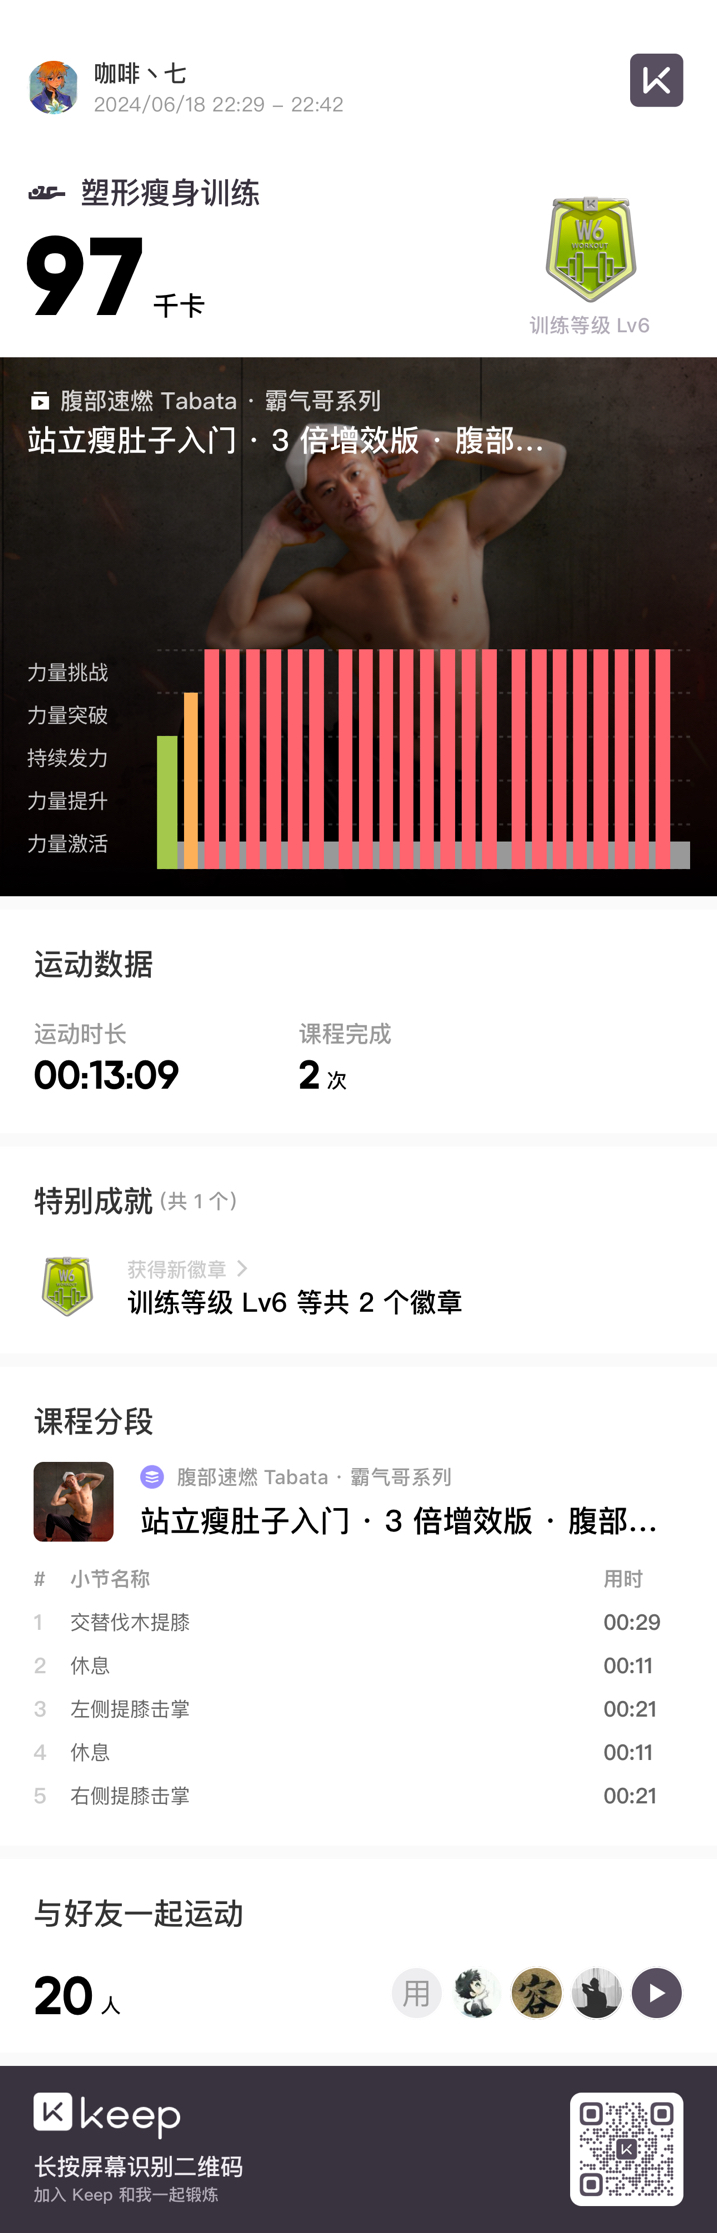 咖啡丶七
2024/06/18 22:29 – 22:42
塑形瘦身训练
97 千卡
W6
WORKOUT
训练等级 Lv6
腹部速燃 Tabata · 霸气哥系列
站立瘦肚子入门 · 3 倍增效版 · 腹部...
力量挑战
力量突破
持续发力
力量提升
力量激活
运动数据
运动时长 课程完成
00:13:09 2 次
特别成就 (共 1 个)
W6
获得新徽章 >
训练等级 Lv6 等共 2 个徽章
课程分段
腹部速燃 Tabata · 霸气哥系列
站立瘦肚子入门 · 3 倍增效版 · 腹部...
# 小节名称 用时
1 交替伐木提膝 00:29
2 休息 00:11
3 左侧提膝击掌 00:21
4 休息 00:11
5 右侧提膝击掌 00:21
与好友一起运动
20 人 用 容
keep
长按屏幕识别二维码
加入 Keep 和我一起锻炼